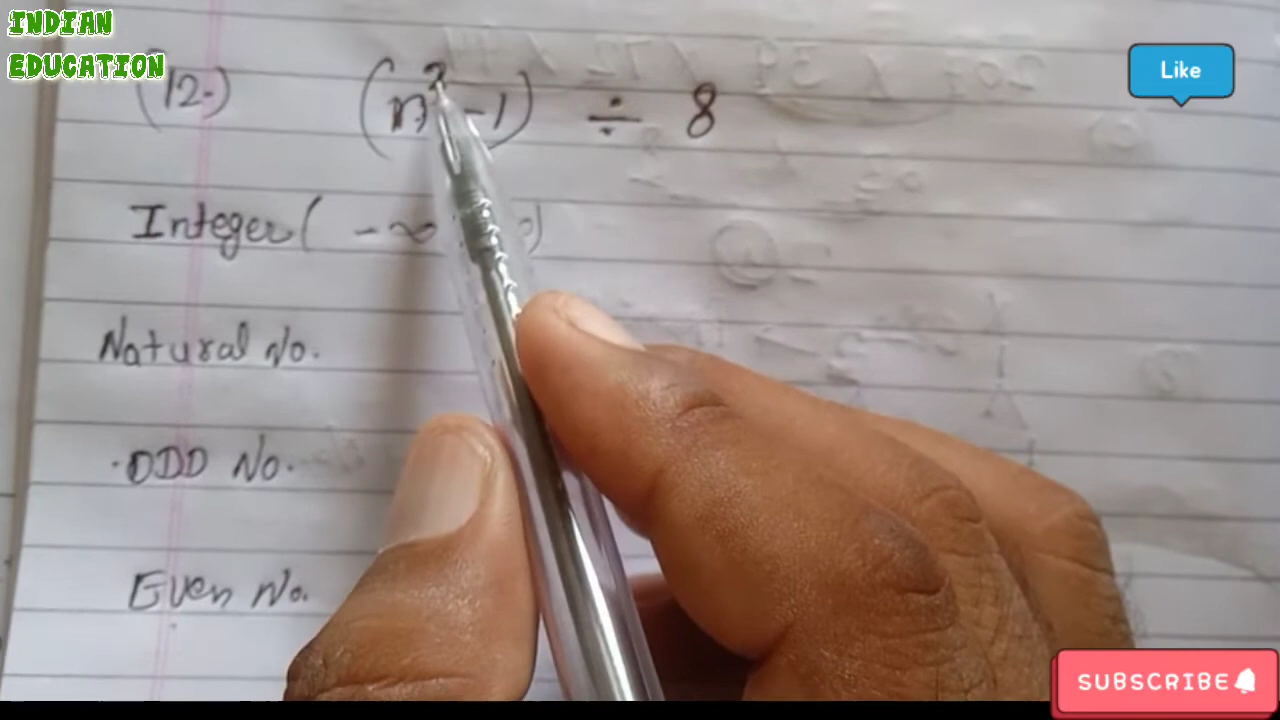 INDIAN
EDUCATION
Like
(12.) (n²-1) ÷ 8
Integer( -∞
Natural No.
ODD No.
Even No.
SUBSCRIBE